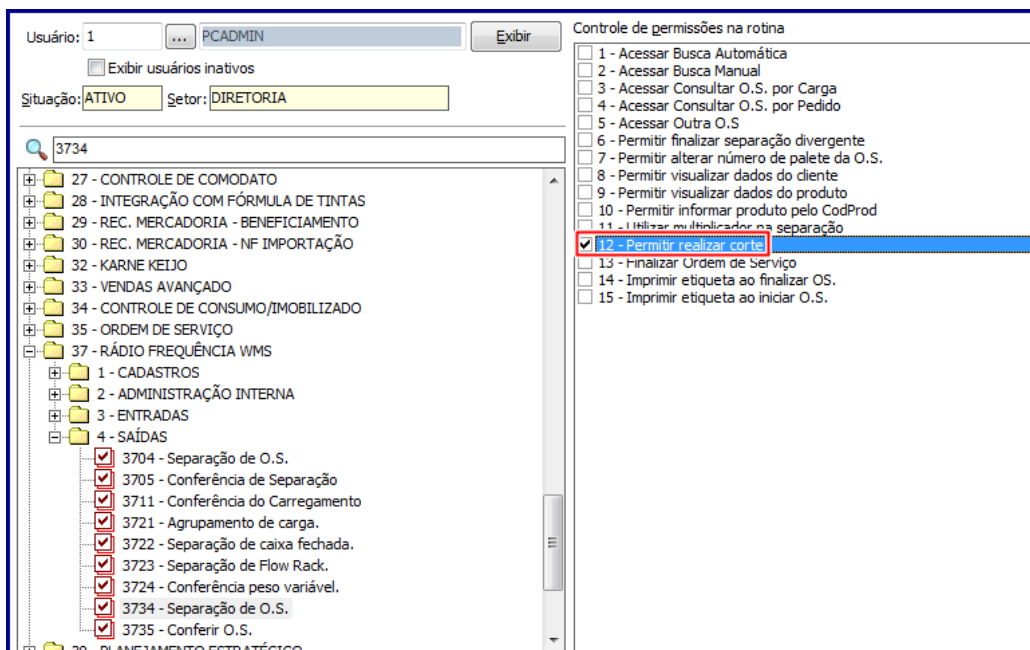 Usuário: 1 ... PCADMIN Exibir
Exibir usuários inativos
Situação: ATIVO Setor: DIRETORIA
3734
27 - CONTROLE DE COMODATO
28 - INTEGRAÇÃO COM FÓRMULA DE TINTAS
29 - REC. MERCADORIA - BENEFICIAMENTO
30 - REC. MERCADORIA - NF IMPORTAÇÃO
32 - KARNE KEIJO
33 - VENDAS AVANÇADO
34 - CONTROLE DE CONSUMO/IMOBILIZADO
35 - ORDEM DE SERVIÇO
37 - RÁDIO FREQUÊNCIA WMS
1 - CADASTROS
2 - ADMINISTRAÇÃO INTERNA
3 - ENTRADAS
4 - SAÍDAS
3704 - Separação de O.S.
3705 - Conferência de Separação
3711 - Conferência do Carregamento
3721 - Agrupamento de carga.
3722 - Separação de caixa fechada.
3723 - Separação de Flow Rack.
3724 - Conferência peso variável.
3734 - Separação de O.S.
3735 - Conferir O.S.
39 - PLANEJAMENTO ESTRATÉGICO
Controle de permissões na rotina
1 - Acessar Busca Automática
2 - Acessar Busca Manual
3 - Acessar Consultar O.S. por Carga
4 - Acessar Consultar O.S. por Pedido
5 - Acessar Outra O.S
6 - Permitir finalizar separação divergente
7 - Permitir alterar número de palete da O.S.
8 - Permitir visualizar dados do cliente
9 - Permitir visualizar dados do produto
10 - Permitir informar produto pelo CodProd
11 - Utilizar multiplicador na separação
12 - Permitir realizar corte
13 - Finalizar Ordem de Serviço
14 - Imprimir etiqueta ao finalizar OS.
15 - Imprimir etiqueta ao iniciar O.S.